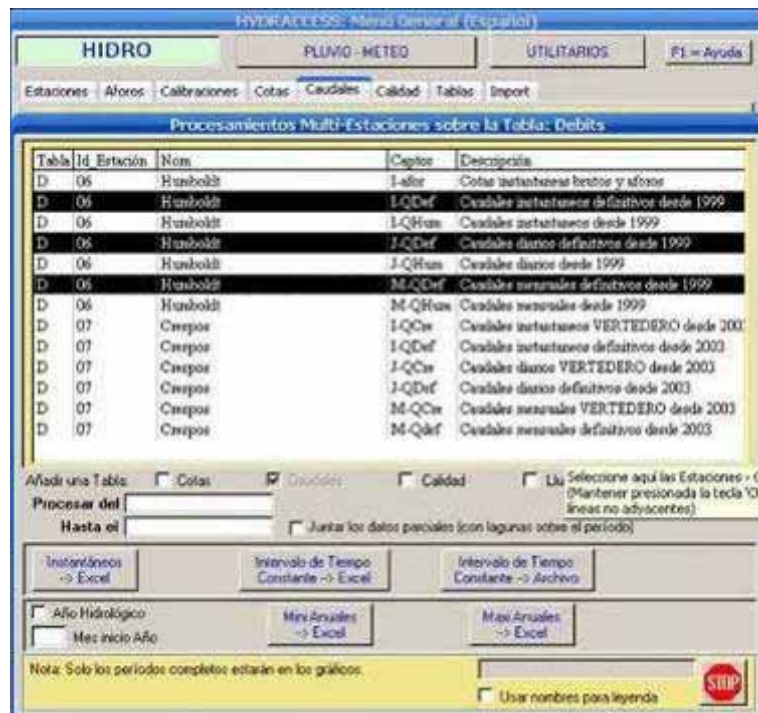 HYDRACCESS: Menú General (Español)
HIDRO PLUVIO - METEO UTILITARIOS F1 = Ayuda
Estaciones Aforos Calibraciones Cotas Caudales Calidad Tablas Import
Procesamientos Multi-Estaciones sobre la Tabla: Debits
Tabla Id_Estación Nom Captor Descripción
D 06 Humboldt I-afor Cotas instantaneas brutos y aforos
D 06 Humboldt I-QDef Caudales instantaneos definitivos desde 1999
D 06 Humboldt I-QHum Caudales instantaneos desde 1999
D 06 Humboldt J-QDef Caudales diarios definitivos desde 1999
D 06 Humboldt J-QHum Caudales diarios desde 1999
D 06 Humboldt M-QDef Caudales mensuales definitivos desde 1999
D 06 Humboldt M-QHum Caudales mensuales desde 1999
D 07 Crespos I-QCre Caudales instantaneos VERTEDERO desde 200
D 07 Crespos I-QDef Caudales instantaneos definitivos desde 2003
D 07 Crespos J-QCre Caudales diarios VERTEDERO desde 2003
D 07 Crespos J-QDef Caudales diarios definitivos desde 2003
D 07 Crespos M-QCre Caudales mensuales VERTEDERO desde 2003
D 07 Crespos M-Qdef Caudales mensuales definitivos desde 2003
Añadir una Tabla: Cotas Caudales Calidad Llu
Seleccione aquí las Estaciones - C
(Mantener presionada la tecla 'C
líneas no adyacentes)
Procesar del
Hasta el Juntar los datos parciales (con lagunas sobre el período)
Instantáneos
-> Excel
Intervalo de Tiempo
Constante -> Excel
Intervalo de Tiempo
Constante -> Archivo
Año Hidrológico
Mes inicio Año
Mini Anuales
-> Excel
Maxi Anuales
-> Excel
Nota: Solo los períodos completos estarán en los gráficos.
Usar nombres para leyenda
STOP